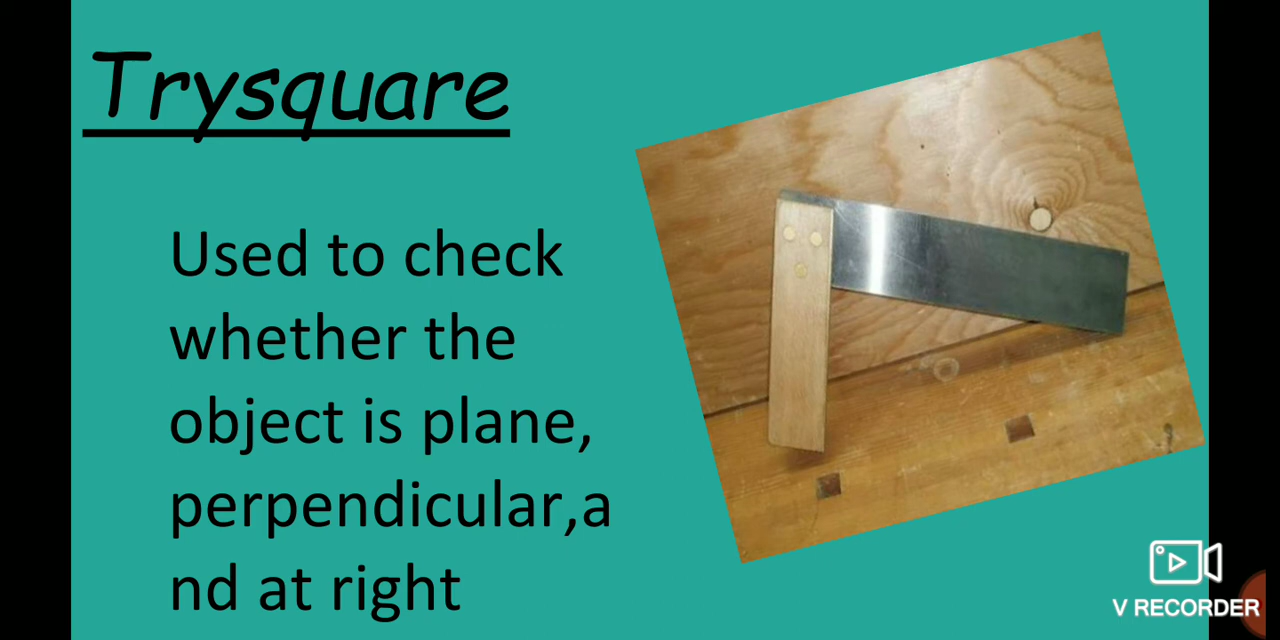 Trysquare
Used to check
whether the
object is plane,
perpendicular,a
nd at right
V RECORDER